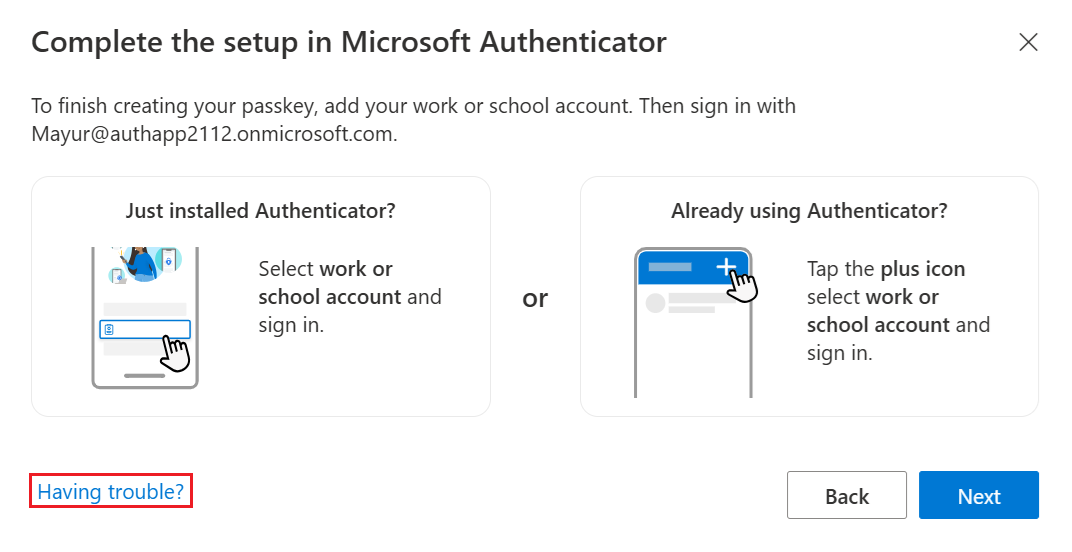 Complete the setup in Microsoft Authenticator
To finish creating your passkey, add your work or school account. Then sign in with
Mayur@authapp2112.onmicrosoft.com.
Just installed Authenticator?
Select work or
school account and
sign in.
or
Already using Authenticator?
Tap the plus icon
select work or
school account and
sign in.
Having trouble?
Back
Next